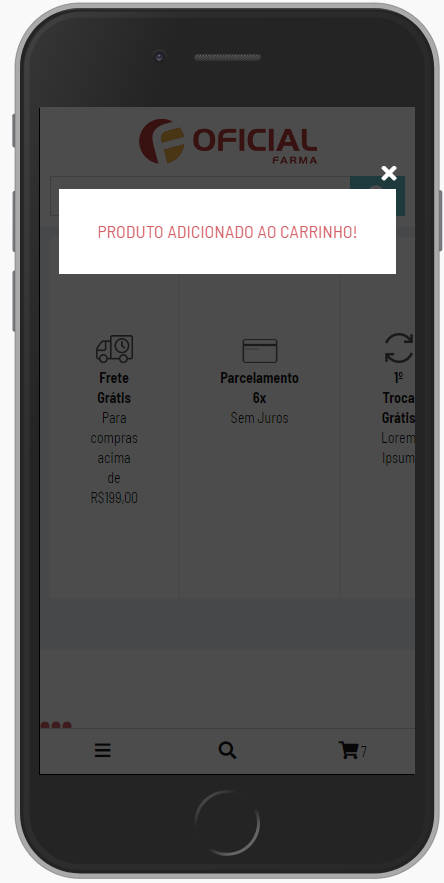 OFICIAL
FARMA
PRODUTO ADICIONADO AO CARRINHO!
Frete
Grátis
Para
compras
acima
de
R$199,00
Parcelamento
6x
Sem Juros
1º
Troca
Grátis
Lorem
Ipsum
7